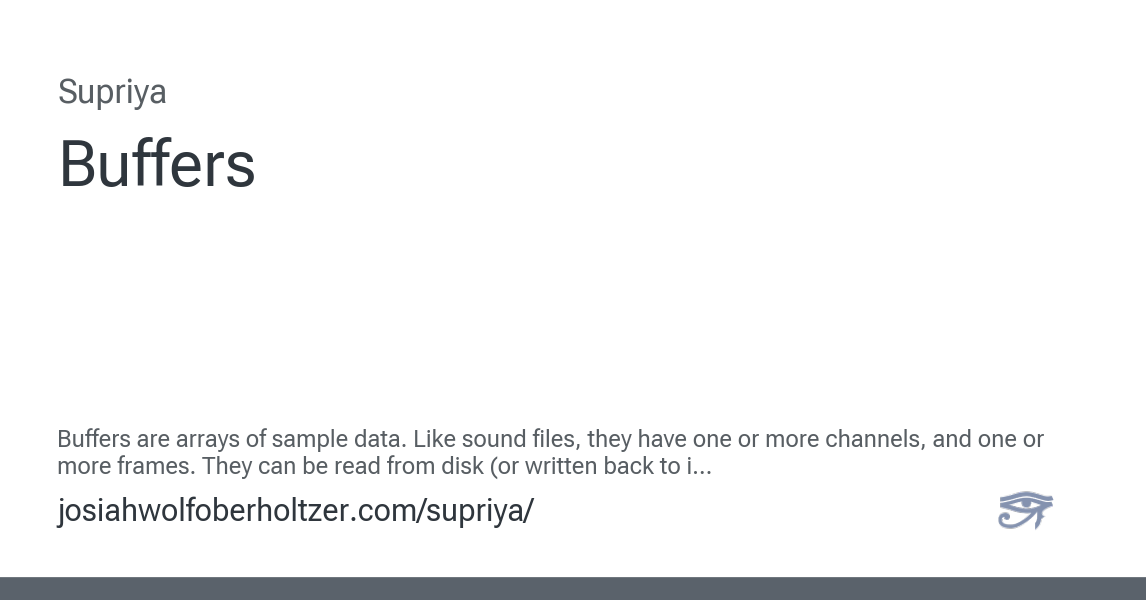 Supriya
Buffers
Buffers are arrays of sample data. Like sound files, they have one or more channels, and one or
more frames. They can be read from disk (or written back to i...
josiahwolfoberholtzer.com/supriya/